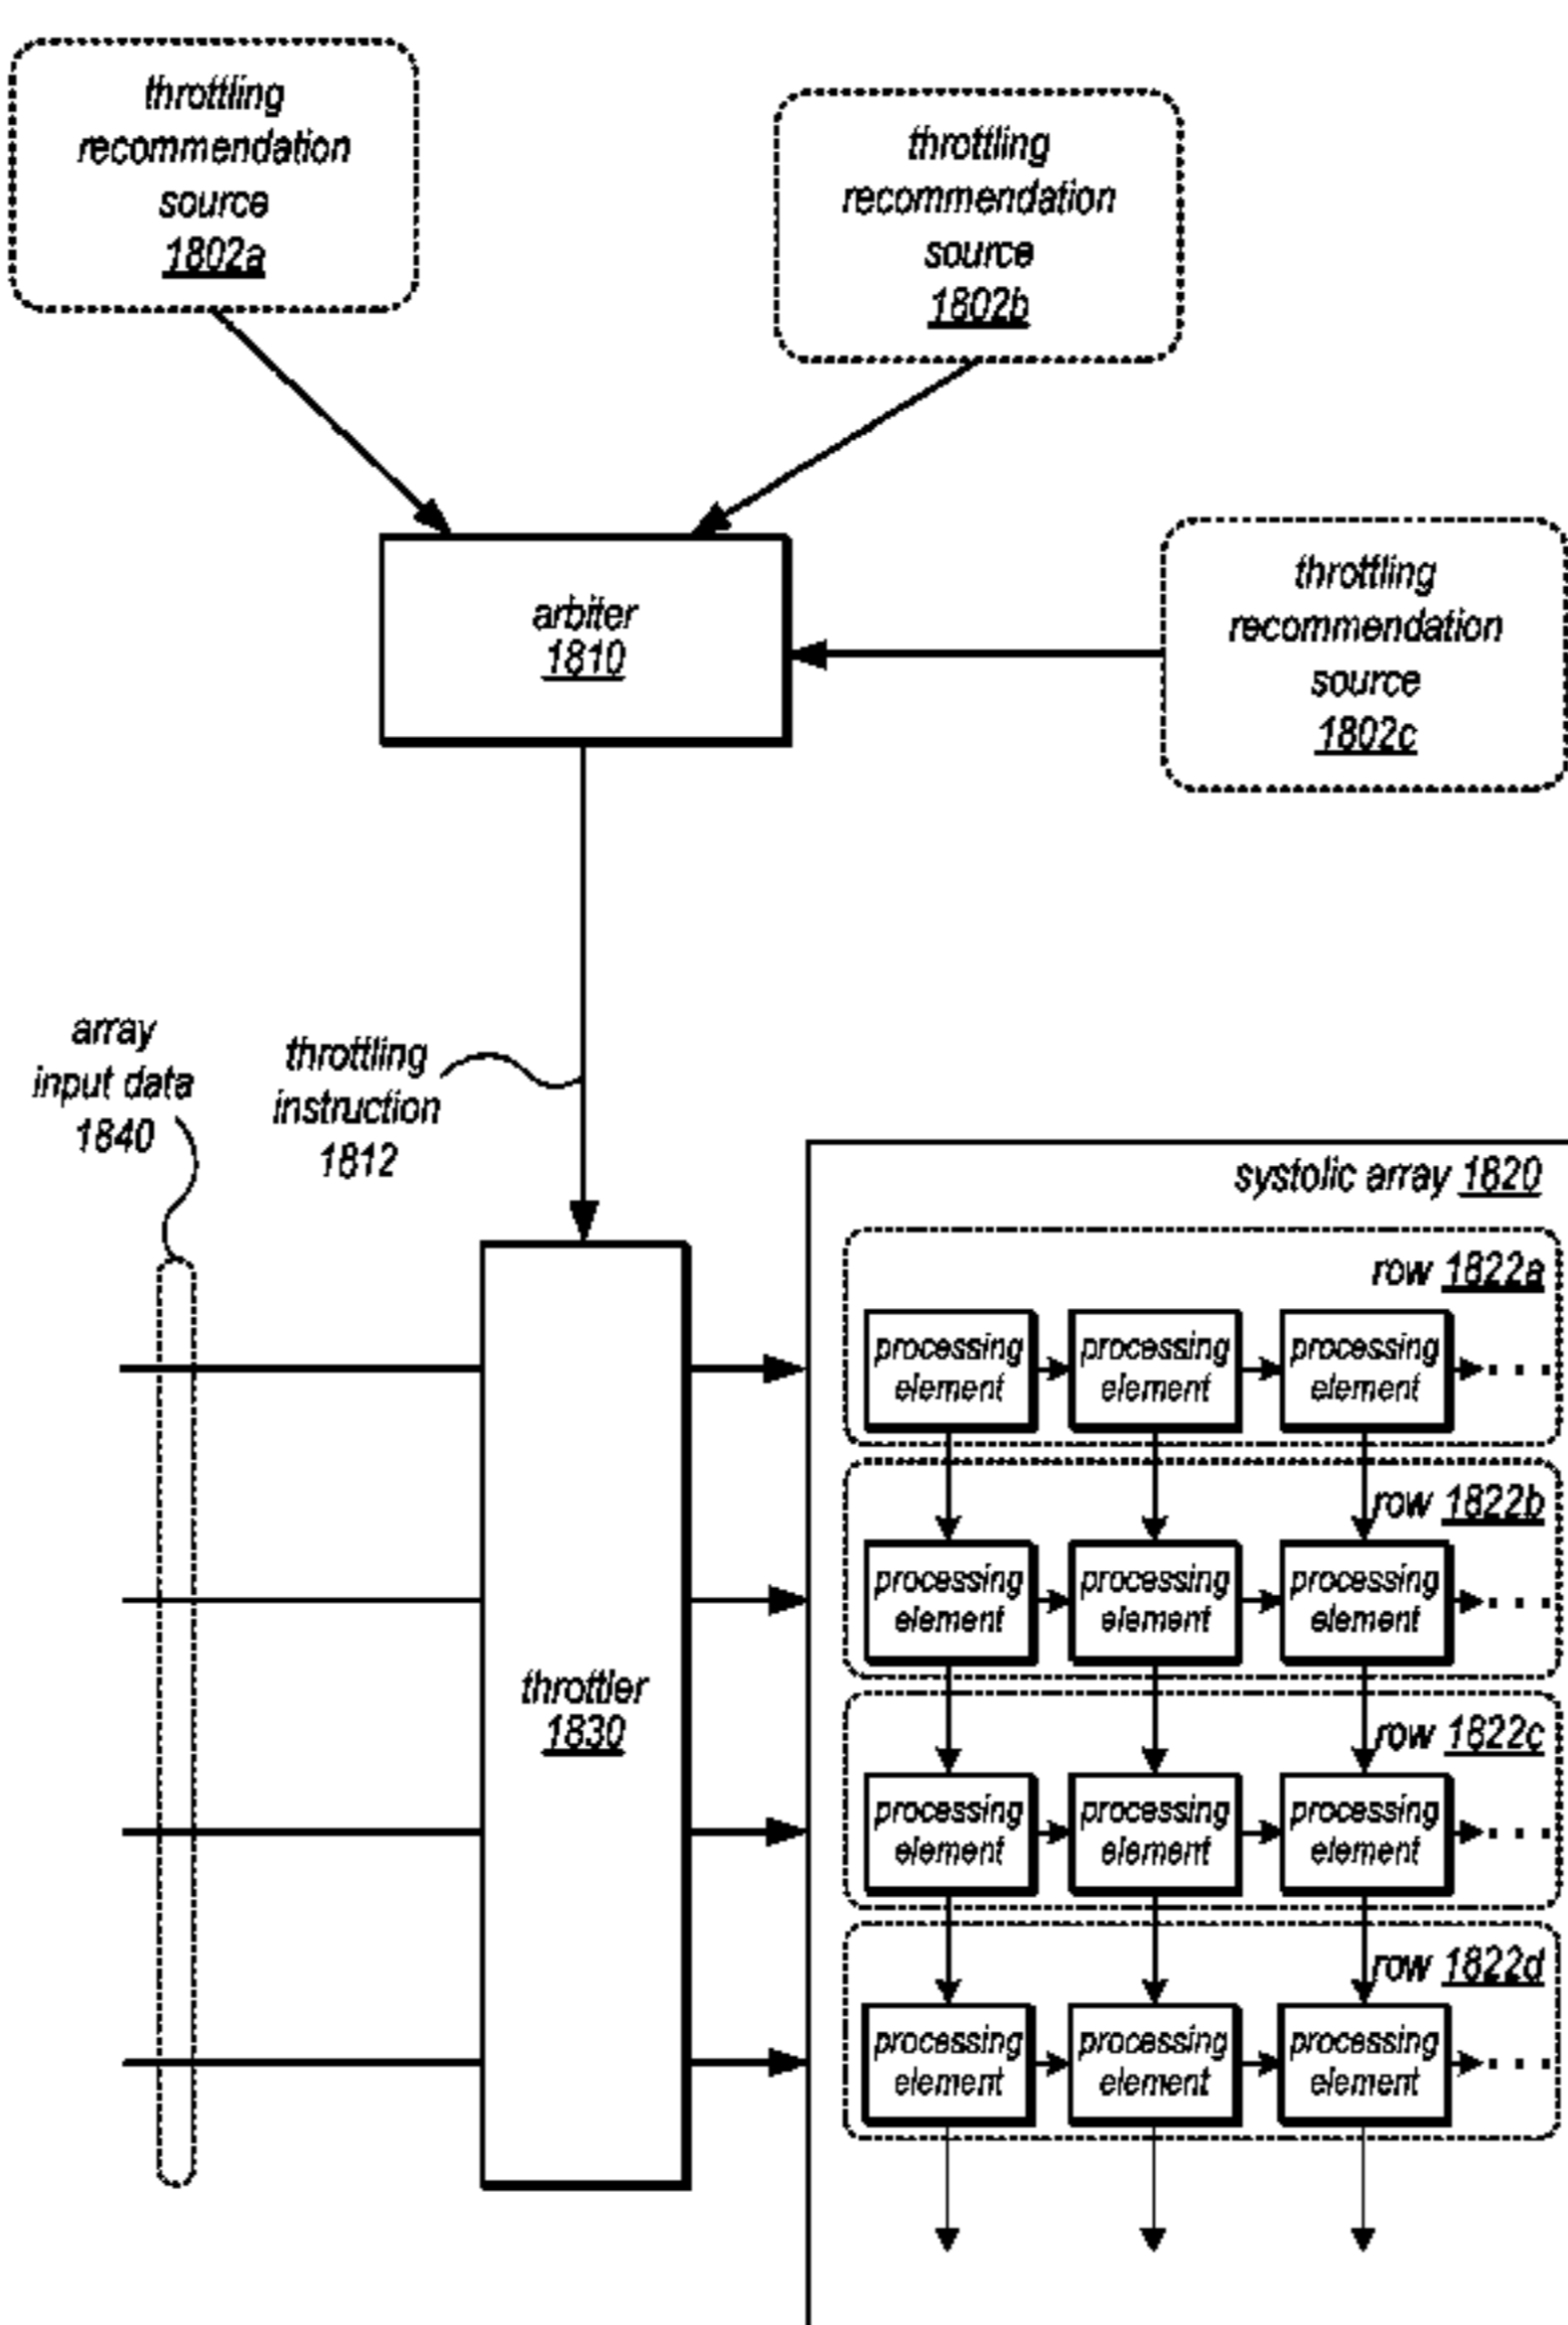 throttling
recommendation
source
1802a
throttling
recommendation
source
1802b
throttling
recommendation
source
1802c
arbiter
1810
array
input data
1840
throttling
instruction
1812
systolic array 1820
row 1822a
processing
element
processing
element
processing
element
. . .
row 1822b
processing
element
processing
element
processing
element
. . .
throttler
1830
row 1822c
processing
element
processing
element
processing
element
. . .
row 1822d
processing
element
processing
element
processing
element
. . .